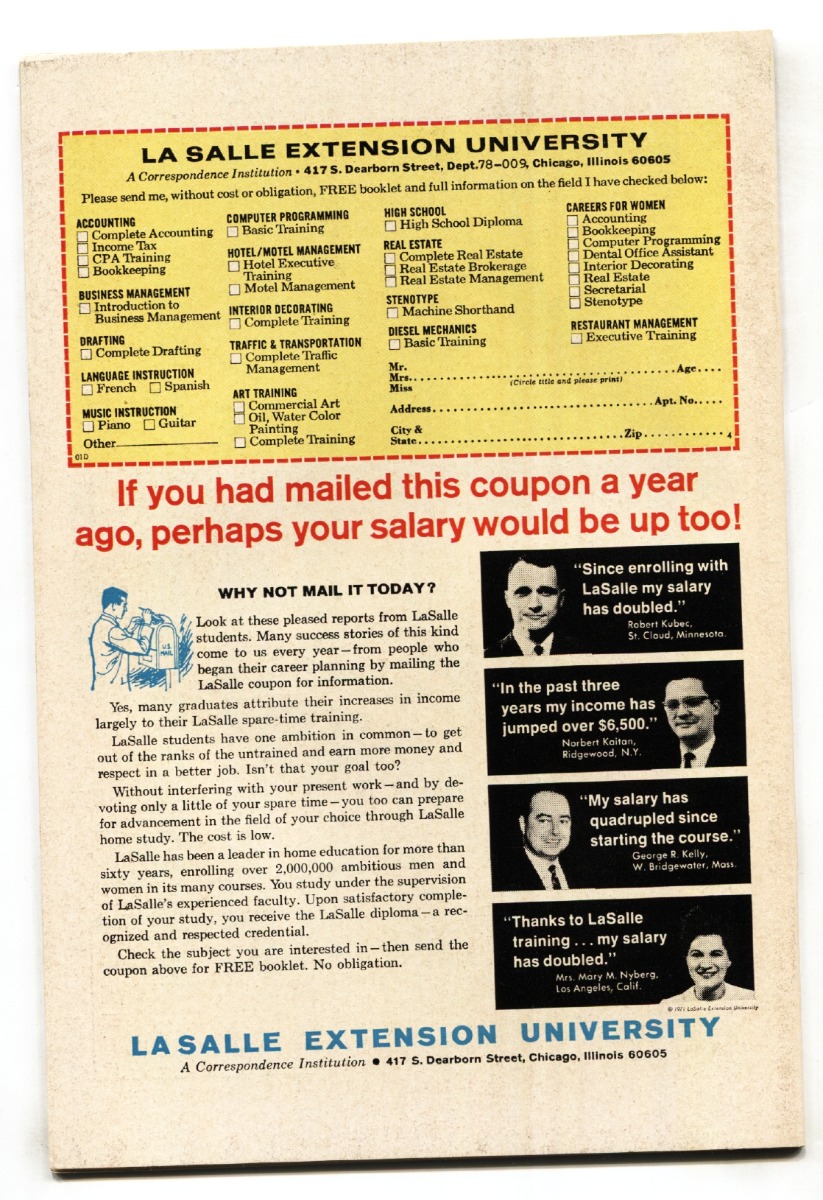 LA SALLE EXTENSION UNIVERSITY
A Correspondence Institution • 417 S. Dearborn Street, Dept.78-009, Chicago, Illinois 60605
Please send me, without cost or obligation, FREE booklet and full information on the field I have checked below:
ACCOUNTING
Complete Accounting
Income Tax
CPA Training
Bookkeeping
BUSINESS MANAGEMENT
Introduction to
Business Management
DRAFTING
Complete Drafting
LANGUAGE INSTRUCTION
French Spanish
MUSIC INSTRUCTION
Piano Guitar
Other
01D
COMPUTER PROGRAMMING
Basic Training
HOTEL/MOTEL MANAGEMENT
Hotel Executive
Training
Motel Management
INTERIOR DECORATING
Complete Training
TRAFFIC & TRANSPORTATION
Complete Traffic
Management
ART TRAINING
Commercial Art
Oil, Water Color
Painting
Complete Training
HIGH SCHOOL
High School Diploma
REAL ESTATE
Complete Real Estate
Real Estate Brokerage
Real Estate Management
STENOTYPE
Machine Shorthand
DIESEL MECHANICS
Basic Training
CAREERS FOR WOMEN
Accounting
Bookkeeping
Computer Programming
Dental Office Assistant
Interior Decorating
Real Estate
Secretarial
Stenotype
RESTAURANT MANAGEMENT
Executive Training
Mr.
Mrs. Age
Miss (Circle title and please print)
Address Apt. No.
City &
State Zip 4
If you had mailed this coupon a year
ago, perhaps your salary would be up too!
WHY NOT MAIL IT TODAY?
U.S.
MAIL
Look at these pleased reports from LaSalle
students. Many success stories of this kind
come to us every year—from people who
began their career planning by mailing the
LaSalle coupon for information.
Yes, many graduates attribute their increases in income
largely to their LaSalle spare-time training.
LaSalle students have one ambition in common—to get
out of the ranks of the untrained and earn more money and
respect in a better job. Isn't that your goal too?
Without interfering with your present work—and by de-
voting only a little of your spare time—you too can prepare
for advancement in the field of your choice through LaSalle
home study. The cost is low.
LaSalle has been a leader in home education for more than
sixty years, enrolling over 2,000,000 ambitious men and
women in its many courses. You study under the supervision
of LaSalle's experienced faculty. Upon satisfactory comple-
tion of your study, you receive the LaSalle diploma—a rec-
ognized and respected credential.
Check the subject you are interested in—then send the
coupon above for FREE booklet. No obligation.
"Since enrolling with
LaSalle my salary
has doubled."
Robert Kubec,
St. Cloud, Minnesota.
"In the past three
years my income has
jumped over $6,500."
Norbert Kaitan,
Ridgewood, N.Y.
"My salary has
quadrupled since
starting the course."
George R. Kelly,
W. Bridgewater, Mass.
"Thanks to LaSalle
training . . . my salary
has doubled."
Mrs. Mary M. Nyberg,
Los Angeles, Calif.
© 1971 LaSalle Extension University
LASALLE EXTENSION UNIVERSITY
A Correspondence Institution • 417 S. Dearborn Street, Chicago, Illinois 60605